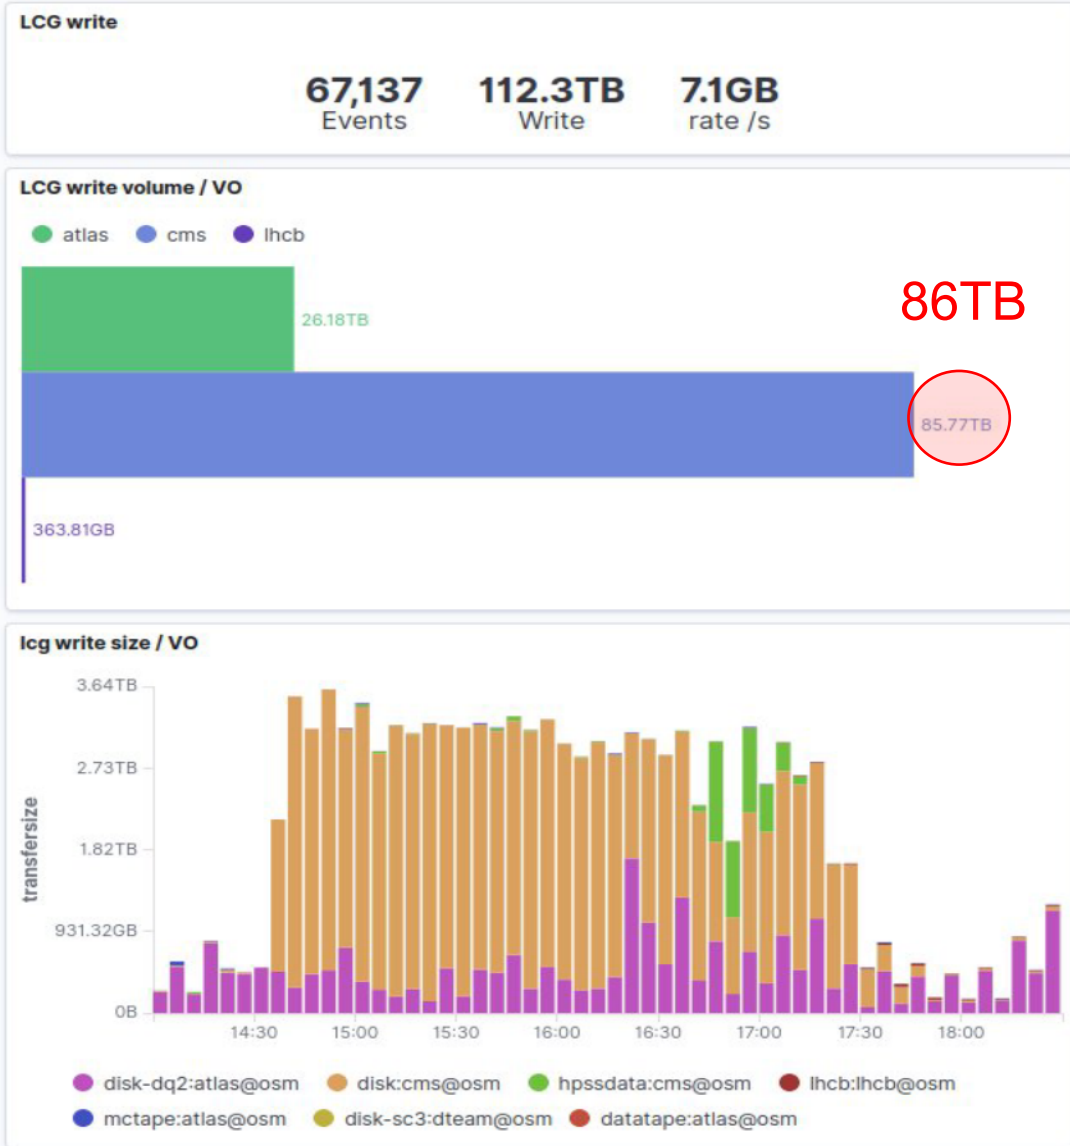 LCG write
67,137 112.3TB 7.1GB
Events Write rate /s
LCG write volume / VO
atlas cms lhcb
86TB
26.18TB
85.77TB
363.81GB
lcg write size / VO
3.64TB
2.73TB
1.82TB
931.32GB
0B
transfersize
14:30 15:00 15:30 16:00 16:30 17:00 17:30 18:00
disk-dq2:atlas@osm disk:cms@osm hpssdata:cms@osm lhcb:lhcb@osm
mctape:atlas@osm disk-sc3:dteam@osm datatape:atlas@osm